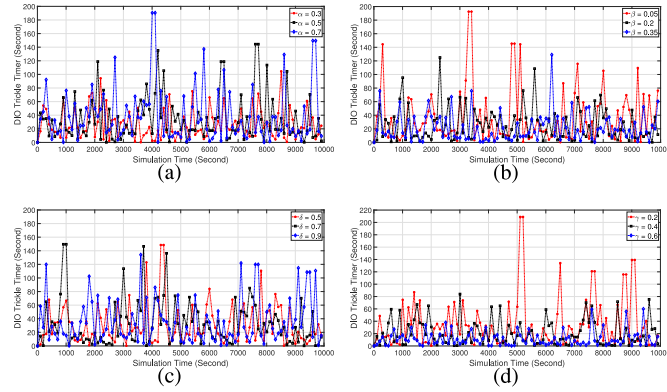 α = 0.3
α = 0.5
α = 0.7
DIO Trickle Timer (Second)
200
180
160
140
120
100
80
60
40
20
0
0 1000 2000 3000 4000 5000 6000 7000 8000 9000 10000
Simulation Time (Second)
(a)
β = 0.05
β = 0.2
β = 0.35
DIO Trickle Timer (Second)
200
180
160
140
120
100
80
60
40
20
0
0 1000 2000 3000 4000 5000 6000 7000 8000 9000 10000
Simulation Time (Second)
(b)
δ = 0.5
δ = 0.7
δ = 0.9
DIO Trickle Timer (Second)
200
180
160
140
120
100
80
60
40
20
0
0 1000 2000 3000 4000 5000 6000 7000 8000 9000 10000
Simulation Time (Second)
(c)
γ = 0.2
γ = 0.4
γ = 0.6
DIO Trickle Timer (Second)
220
200
180
160
140
120
100
80
60
40
20
0
0 1000 2000 3000 4000 5000 6000 7000 8000 9000 10000
Simulation Time (Second)
(d)